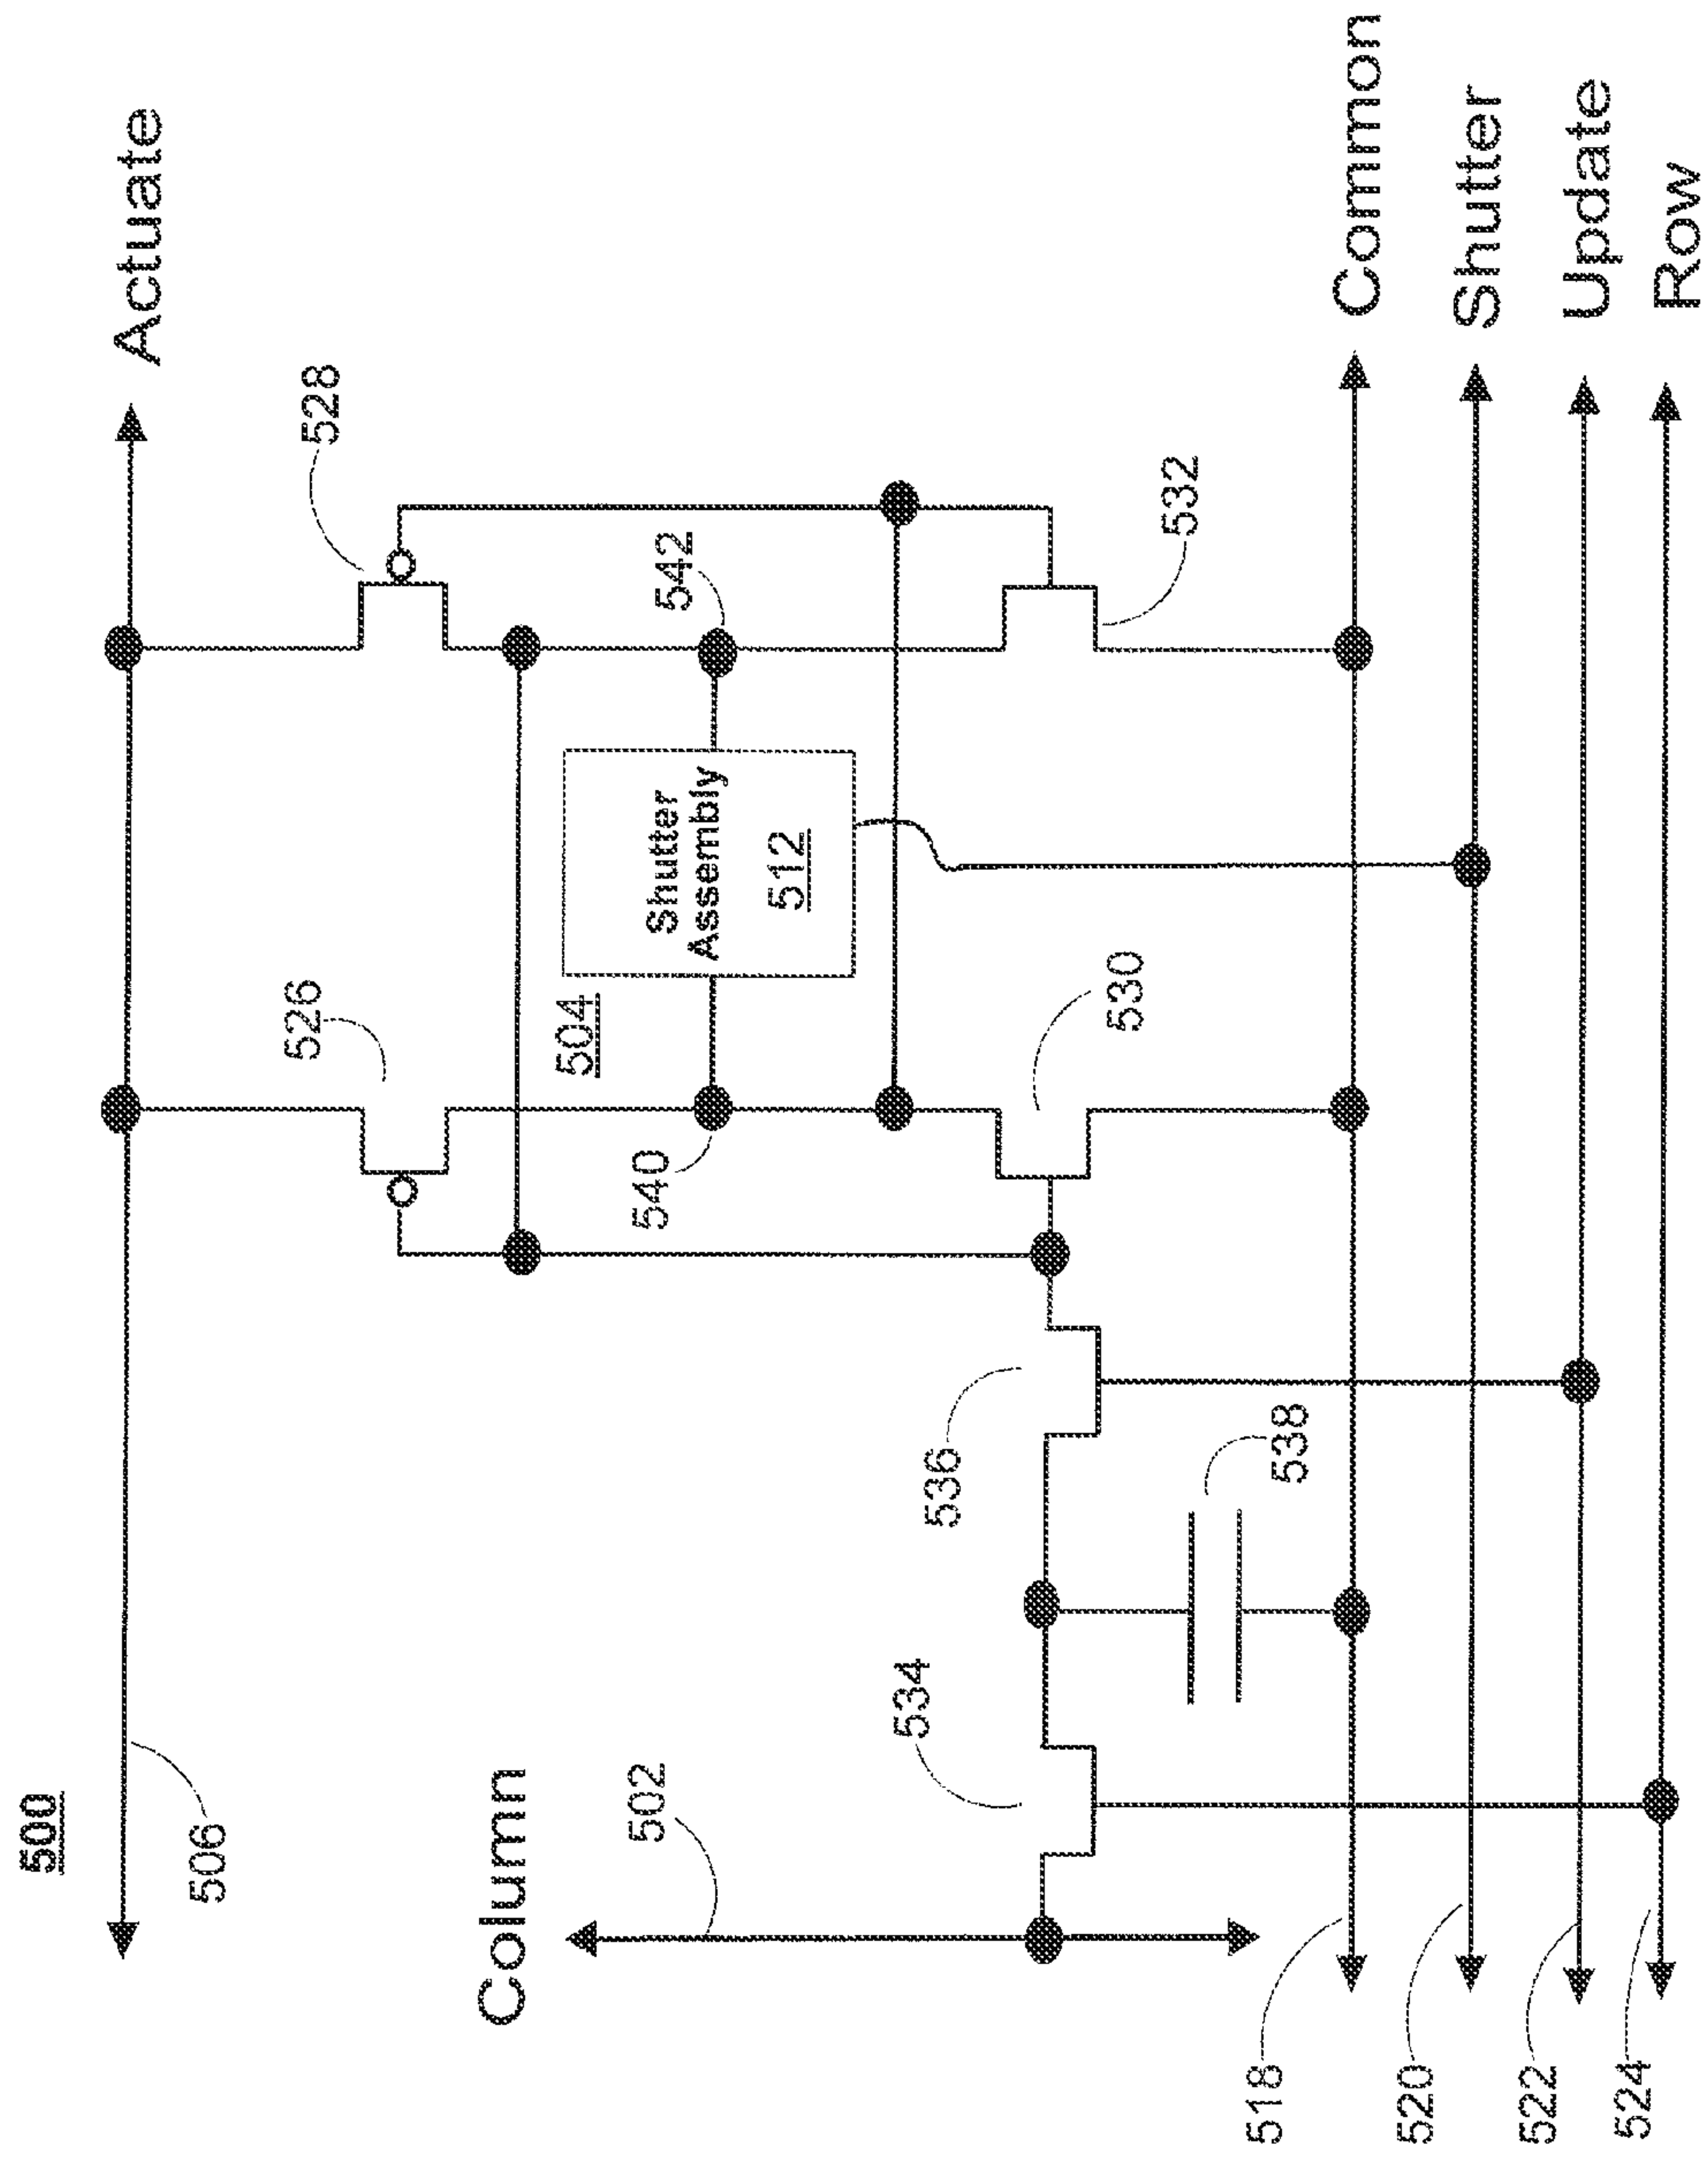 500
Actuate
506
526
528
Column
502
504
Shutter
Assembly
512
540
542
534
536
538
530
532
518
Common
520
Shutter
522
Update
524
Row